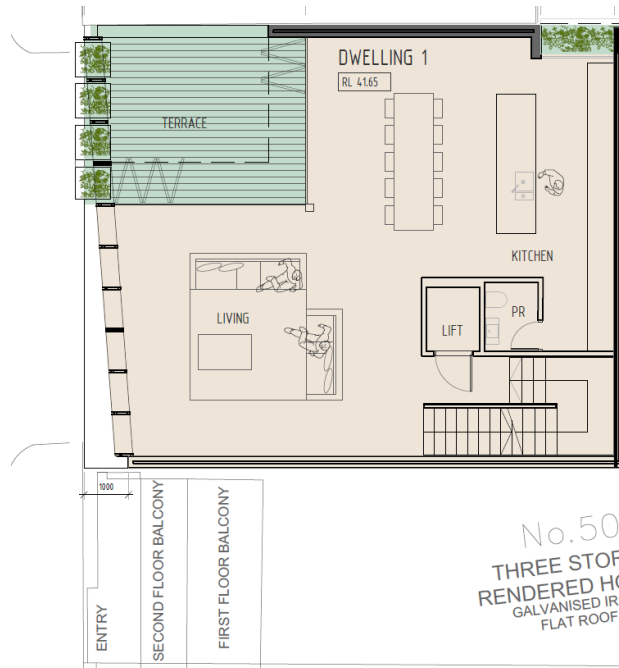 DWELLING 1
RL 41.65
TERRACE
KITCHEN
LIVING
LIFT
PR
1000
ENTRY
SECOND FLOOR BALCONY
FIRST FLOOR BALCONY
No.50
THREE STOR
RENDERED HO
GALVANISED IR
FLAT ROOF